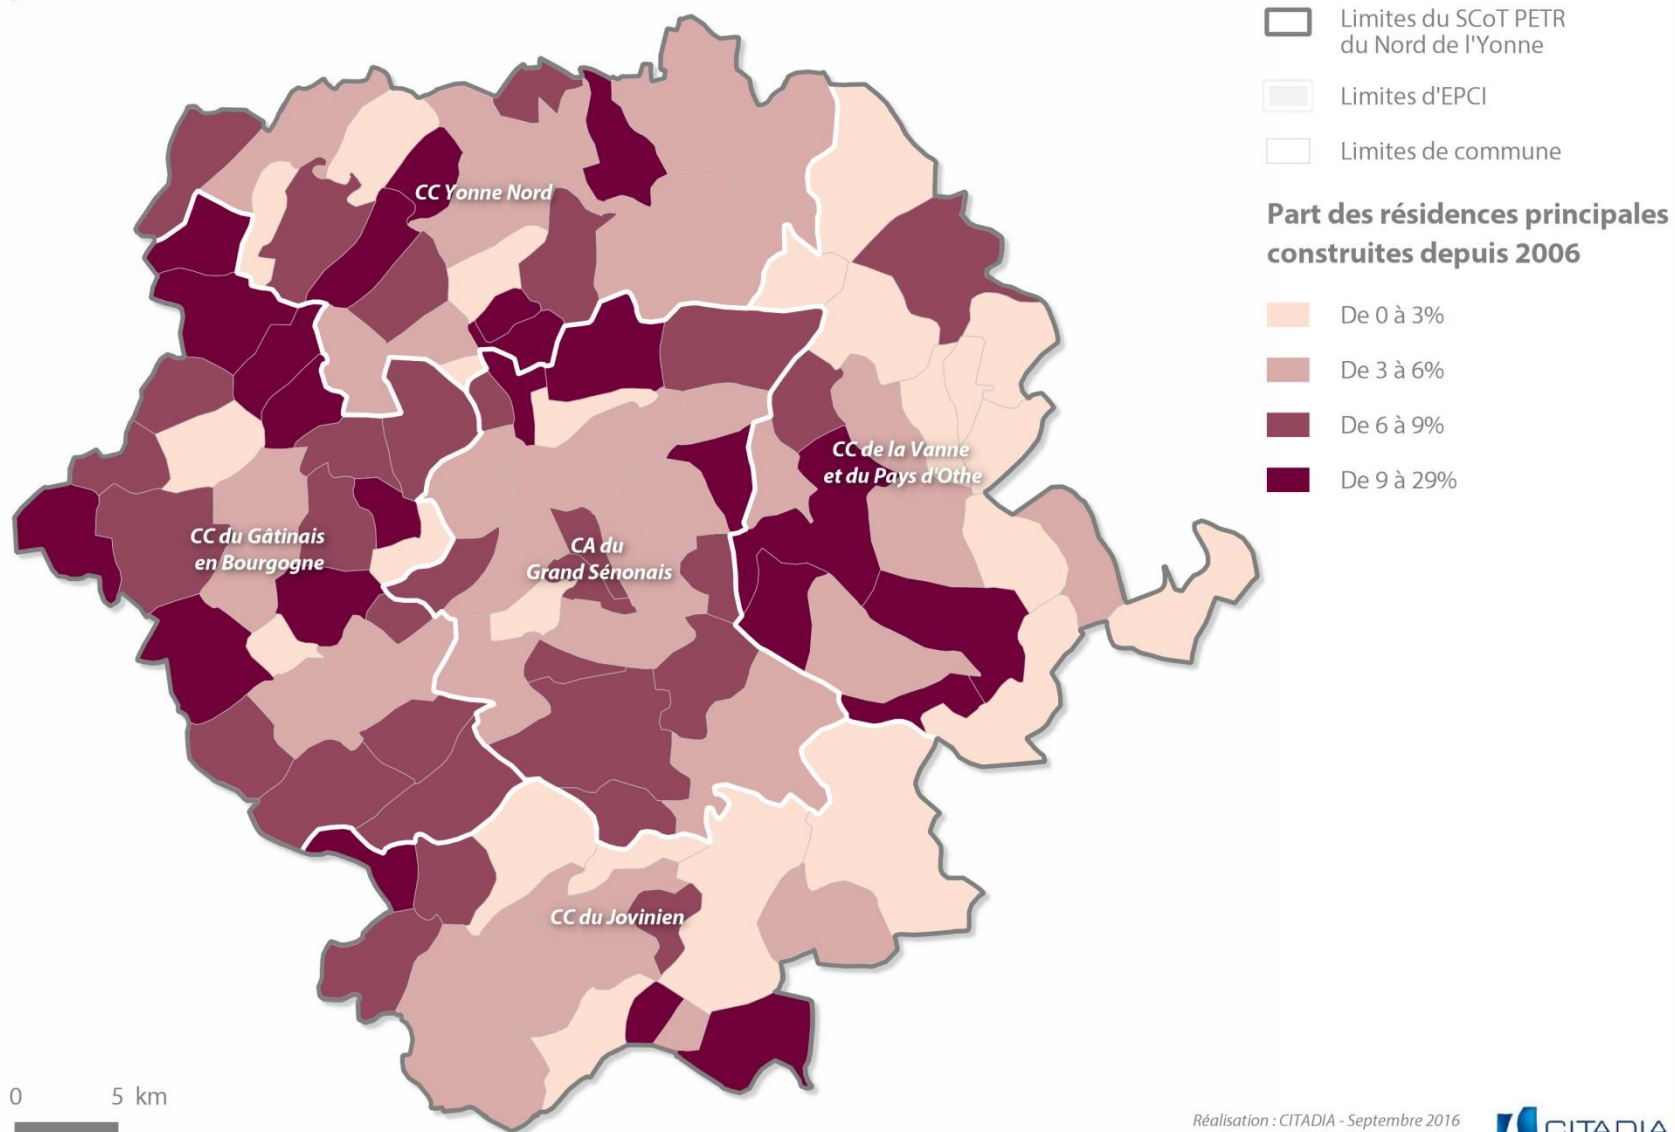 Limites du SCoT PETR
du Nord de l'Yonne
Limites d'EPCI
Limites de commune
Part des résidences principales
construites depuis 2006
De 0 à 3%
De 3 à 6%
De 6 à 9%
De 9 à 29%
CC Yonne Nord
CC de la Vanne
et du Pays d'Othe
CC du Gâtinais
en Bourgogne
CA du
Grand Sénonais
CC du Jovinien
0 5 km
Réalisation : CITADIA - Septembre 2016
CITADIA